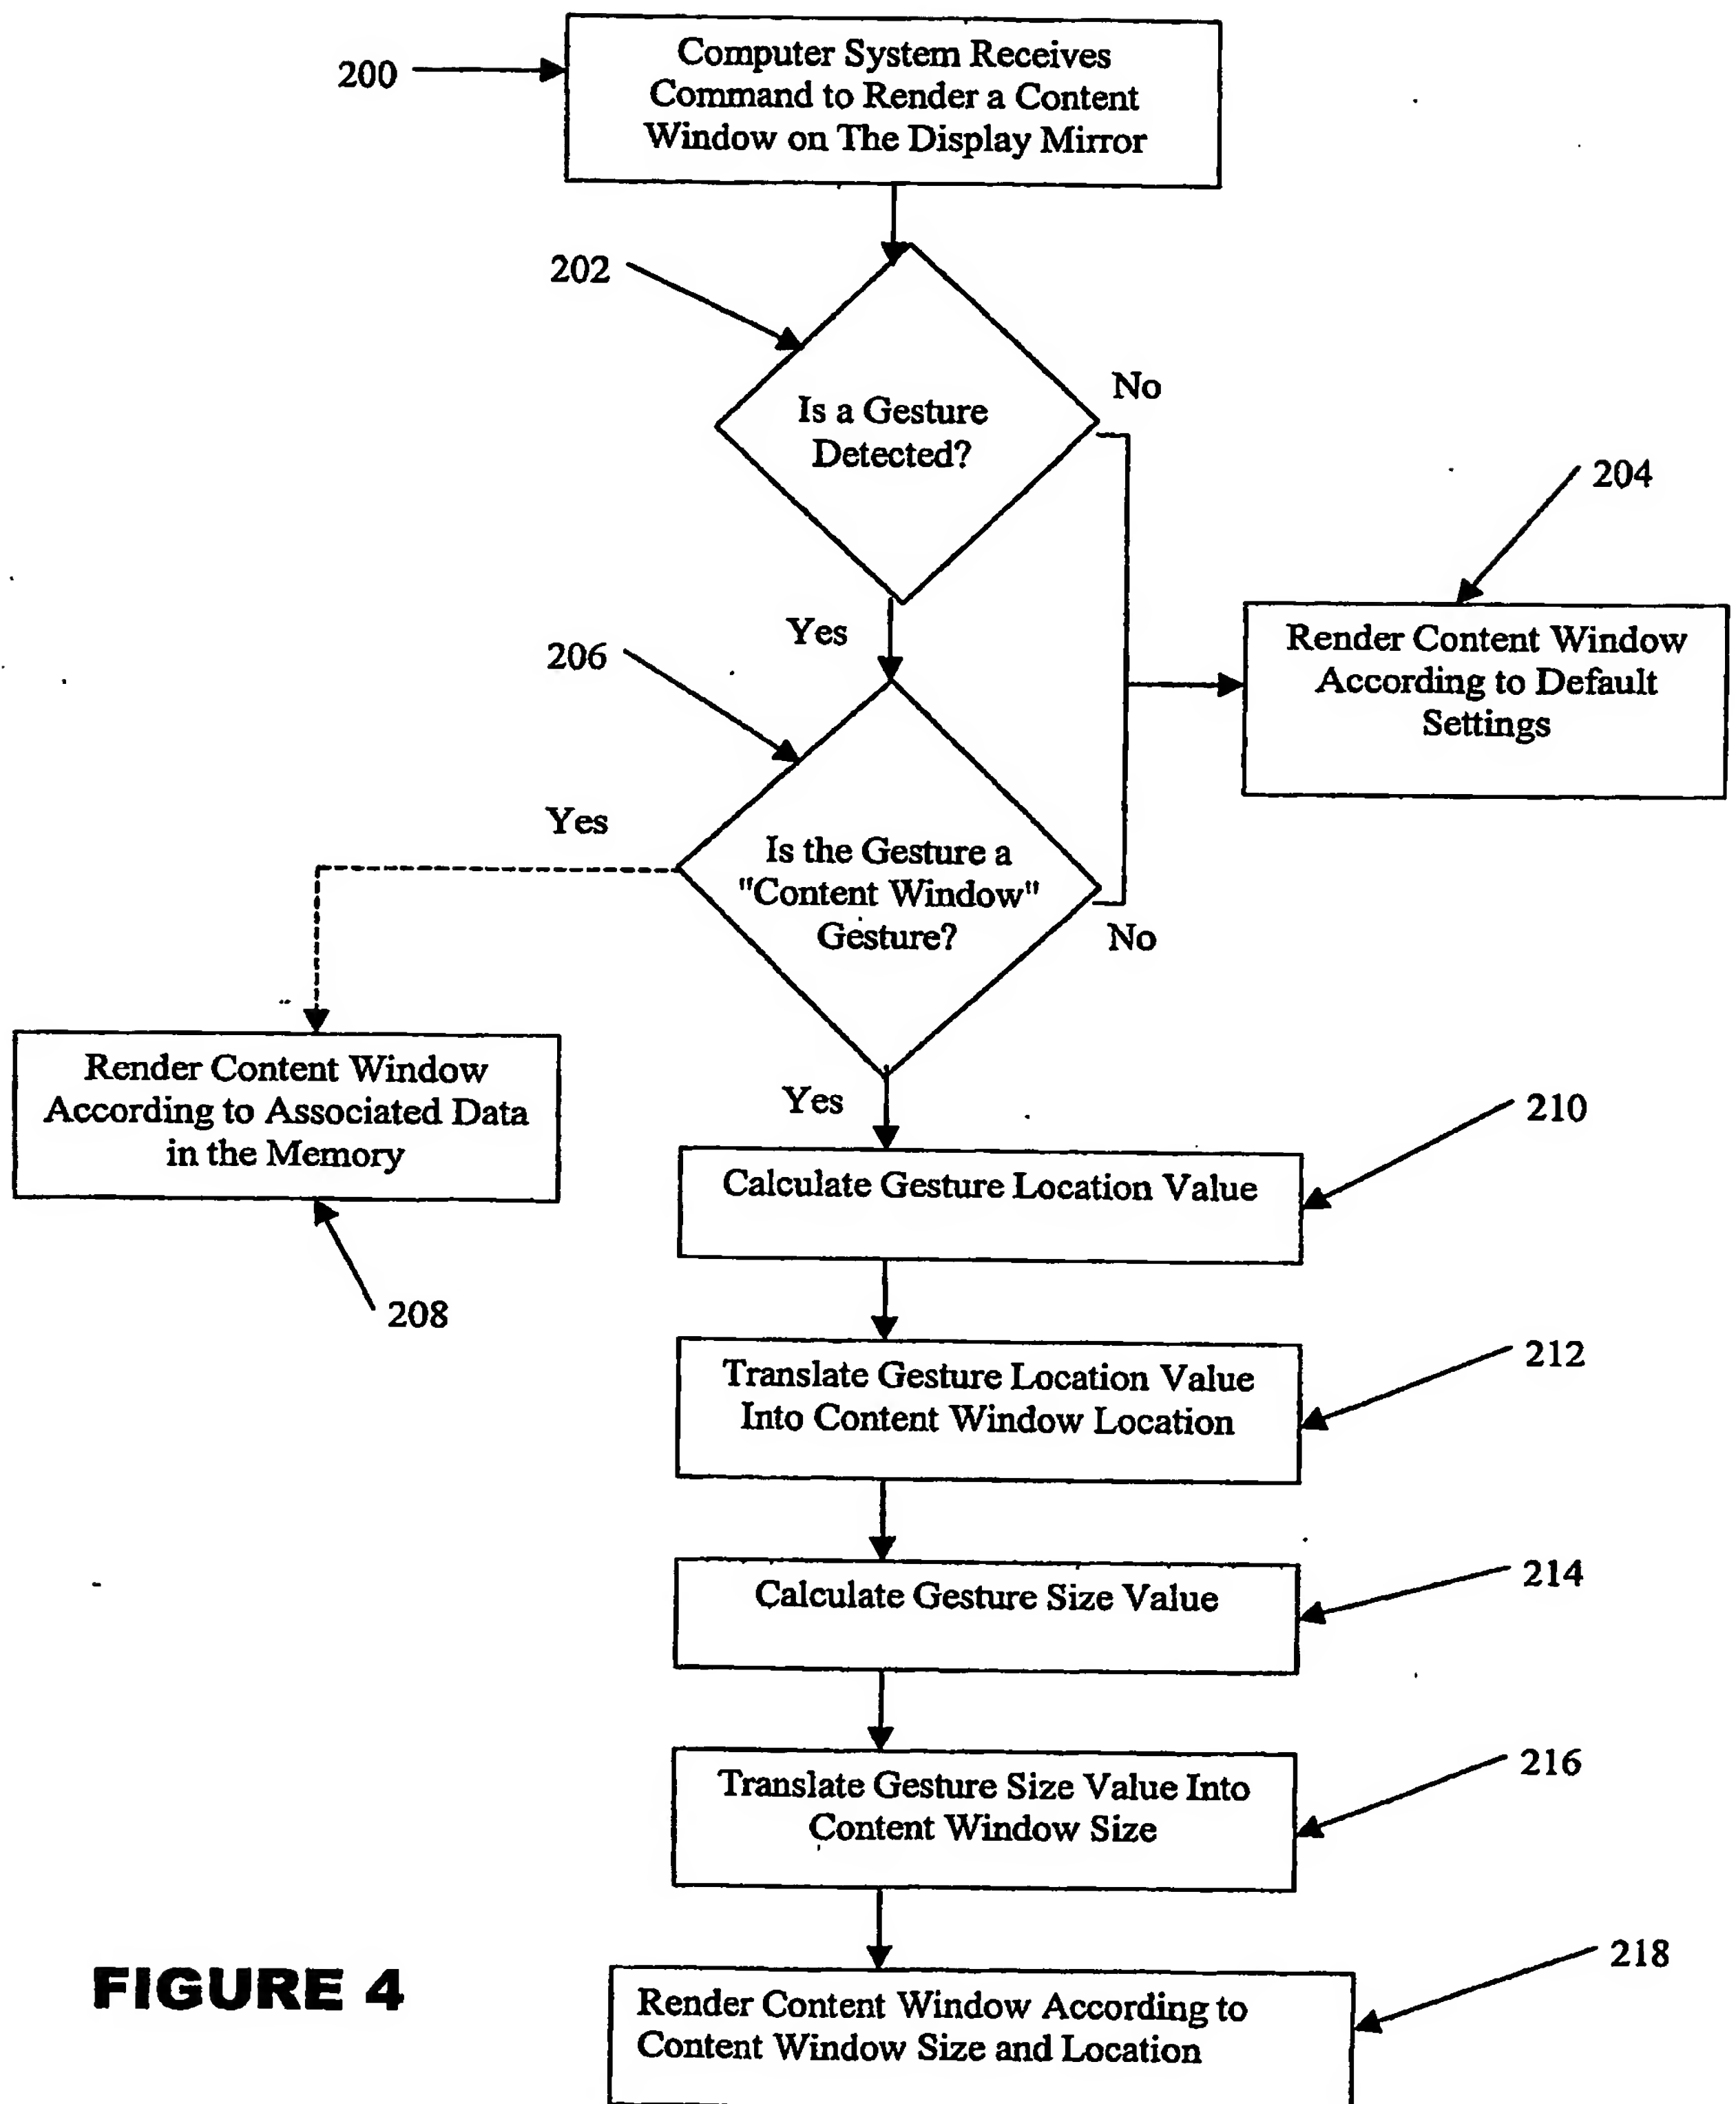 200
Computer System Receives
Command to Render a Content
Window on The Display Mirror
202
Is a Gesture
Detected?
No
204
Render Content Window
According to Default
Settings
Yes
206
Yes
Is the Gesture a
"Content Window"
Gesture?
No
Render Content Window
According to Associated Data
in the Memory
208
Yes
210
Calculate Gesture Location Value
212
Translate Gesture Location Value
Into Content Window Location
214
Calculate Gesture Size Value
216
Translate Gesture Size Value Into
Content Window Size
218
Render Content Window According to
Content Window Size and Location
FIGURE 4